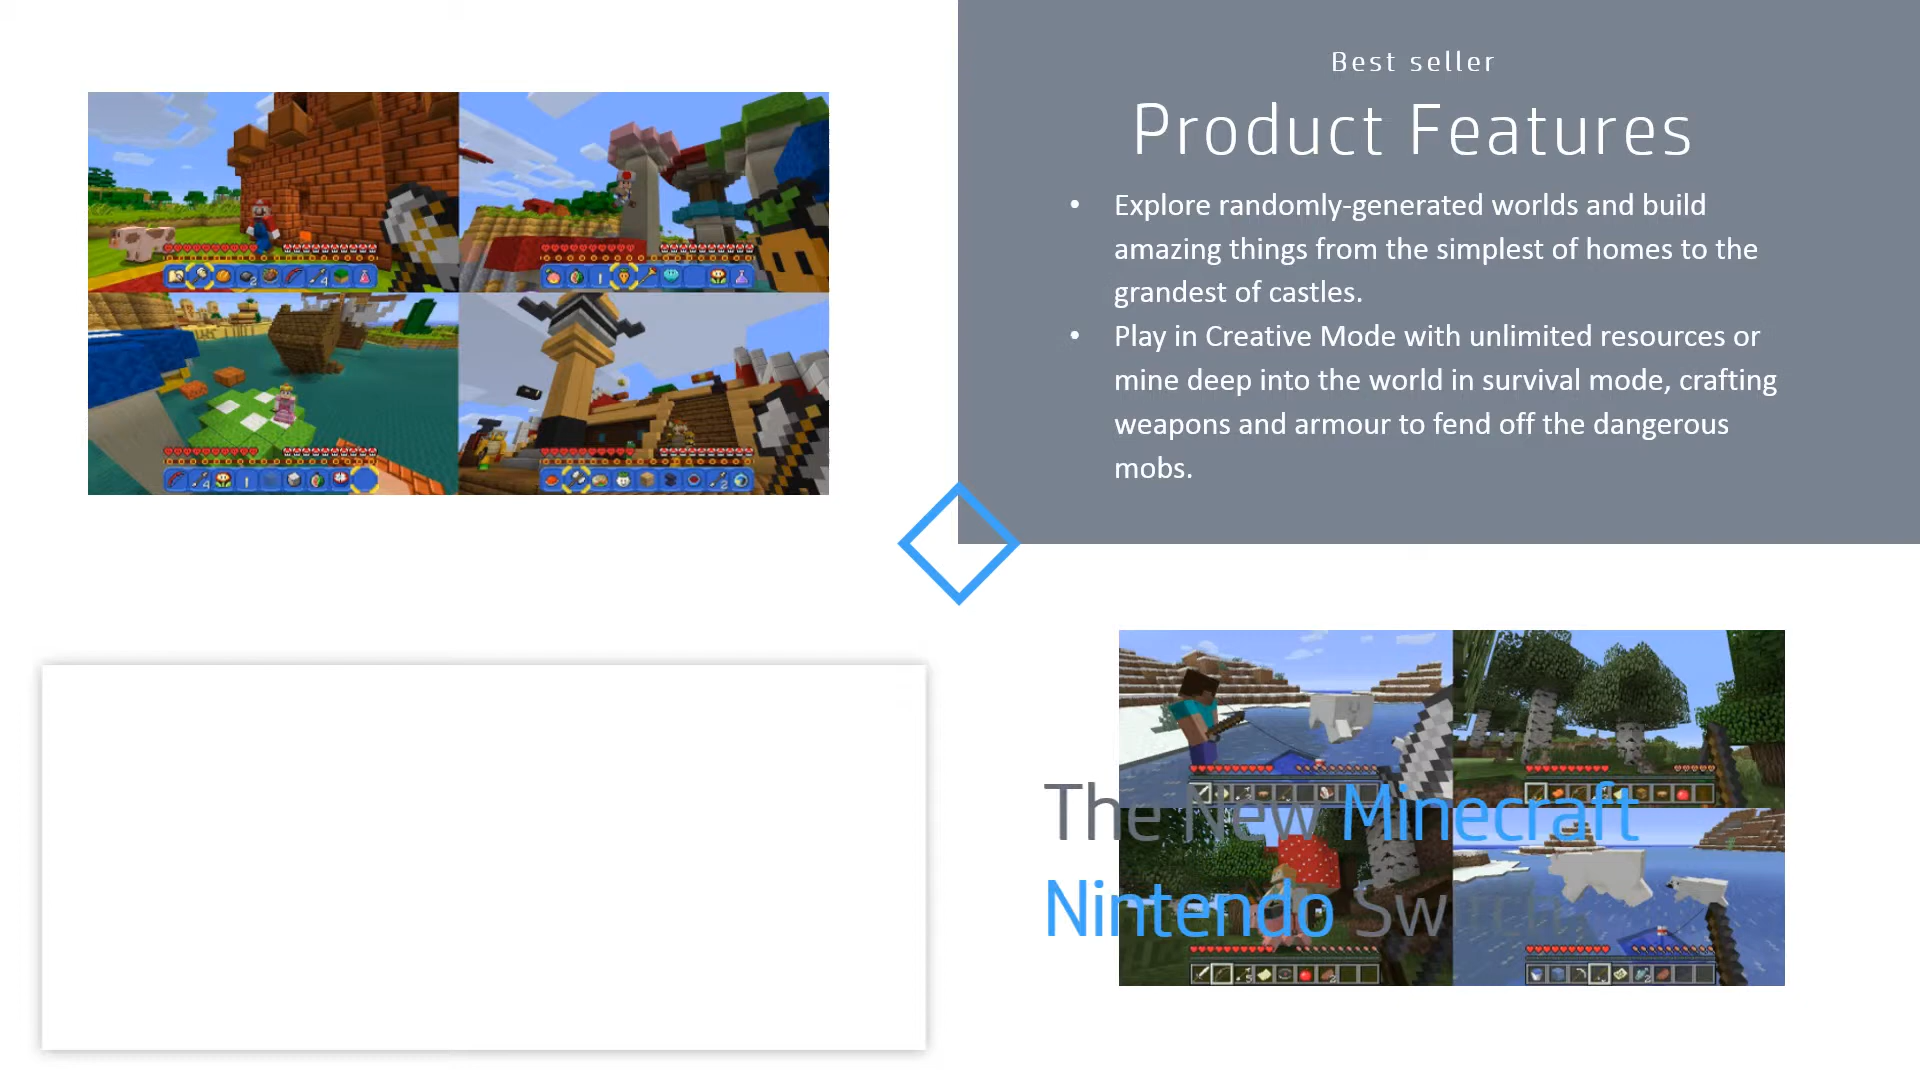 Best seller
Product Features
• Explore randomly-generated worlds and build
amazing things from the simplest of homes to the
grandest of castles.
• Play in Creative Mode with unlimited resources or
mine deep into the world in survival mode, crafting
weapons and armour to fend off the dangerous
mobs.
The New Minecraft
Nintendo Switch.